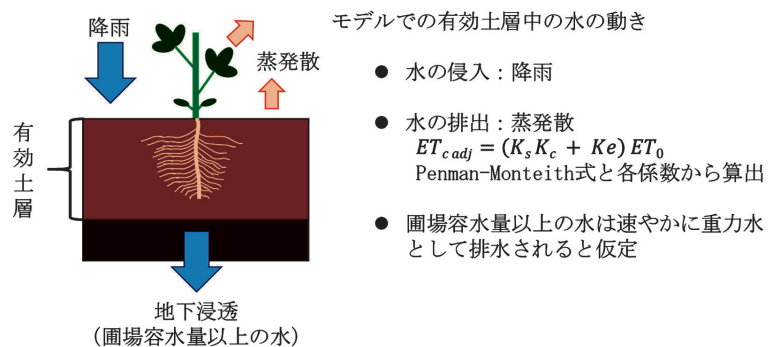 降雨
蒸発散
有効土層
地下浸透
（圃場容水量以上の水）
モデルでの有効土層中の水の動き
● 水の侵入：降雨
● 水の排出：蒸発散
ET_{c adj} = (K_s K_c + Ke) ET_0
Penman-Monteith式と各係数から算出
● 圃場容水量以上の水は速やかに重力水
として排水されると仮定